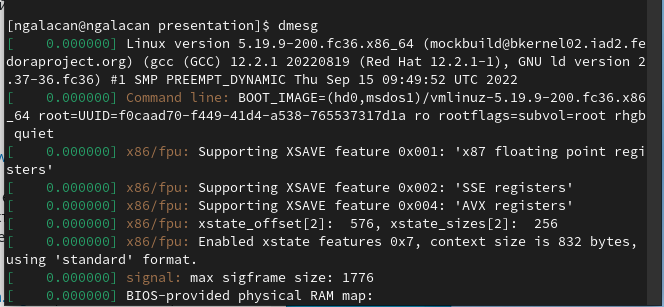 [ngalacan@ngalacan presentation]$ dmesg
[    0.000000] Linux version 5.19.9-200.fc36.x86_64 (mockbuild@bkernel02.iad2.fe
doraproject.org) (gcc (GCC) 12.2.1 20220819 (Red Hat 12.2.1-1), GNU ld version 2
.37-36.fc36) #1 SMP PREEMPT_DYNAMIC Thu Sep 15 09:49:52 UTC 2022
[    0.000000] Command line: BOOT_IMAGE=(hd0,msdos1)/vmlinuz-5.19.9-200.fc36.x86
_64 root=UUID=f0caad70-f449-41d4-a538-765537317d1a ro rootflags=subvol=root rhgb
 quiet
[    0.000000] x86/fpu: Supporting XSAVE feature 0x001: 'x87 floating point regi
sters'
[    0.000000] x86/fpu: Supporting XSAVE feature 0x002: 'SSE registers'
[    0.000000] x86/fpu: Supporting XSAVE feature 0x004: 'AVX registers'
[    0.000000] x86/fpu: xstate_offset[2]:  576, xstate_sizes[2]:  256
[    0.000000] x86/fpu: Enabled xstate features 0x7, context size is 832 bytes,
using 'standard' format.
[    0.000000] signal: max sigframe size: 1776
[    0.000000] BIOS-provided physical RAM map: